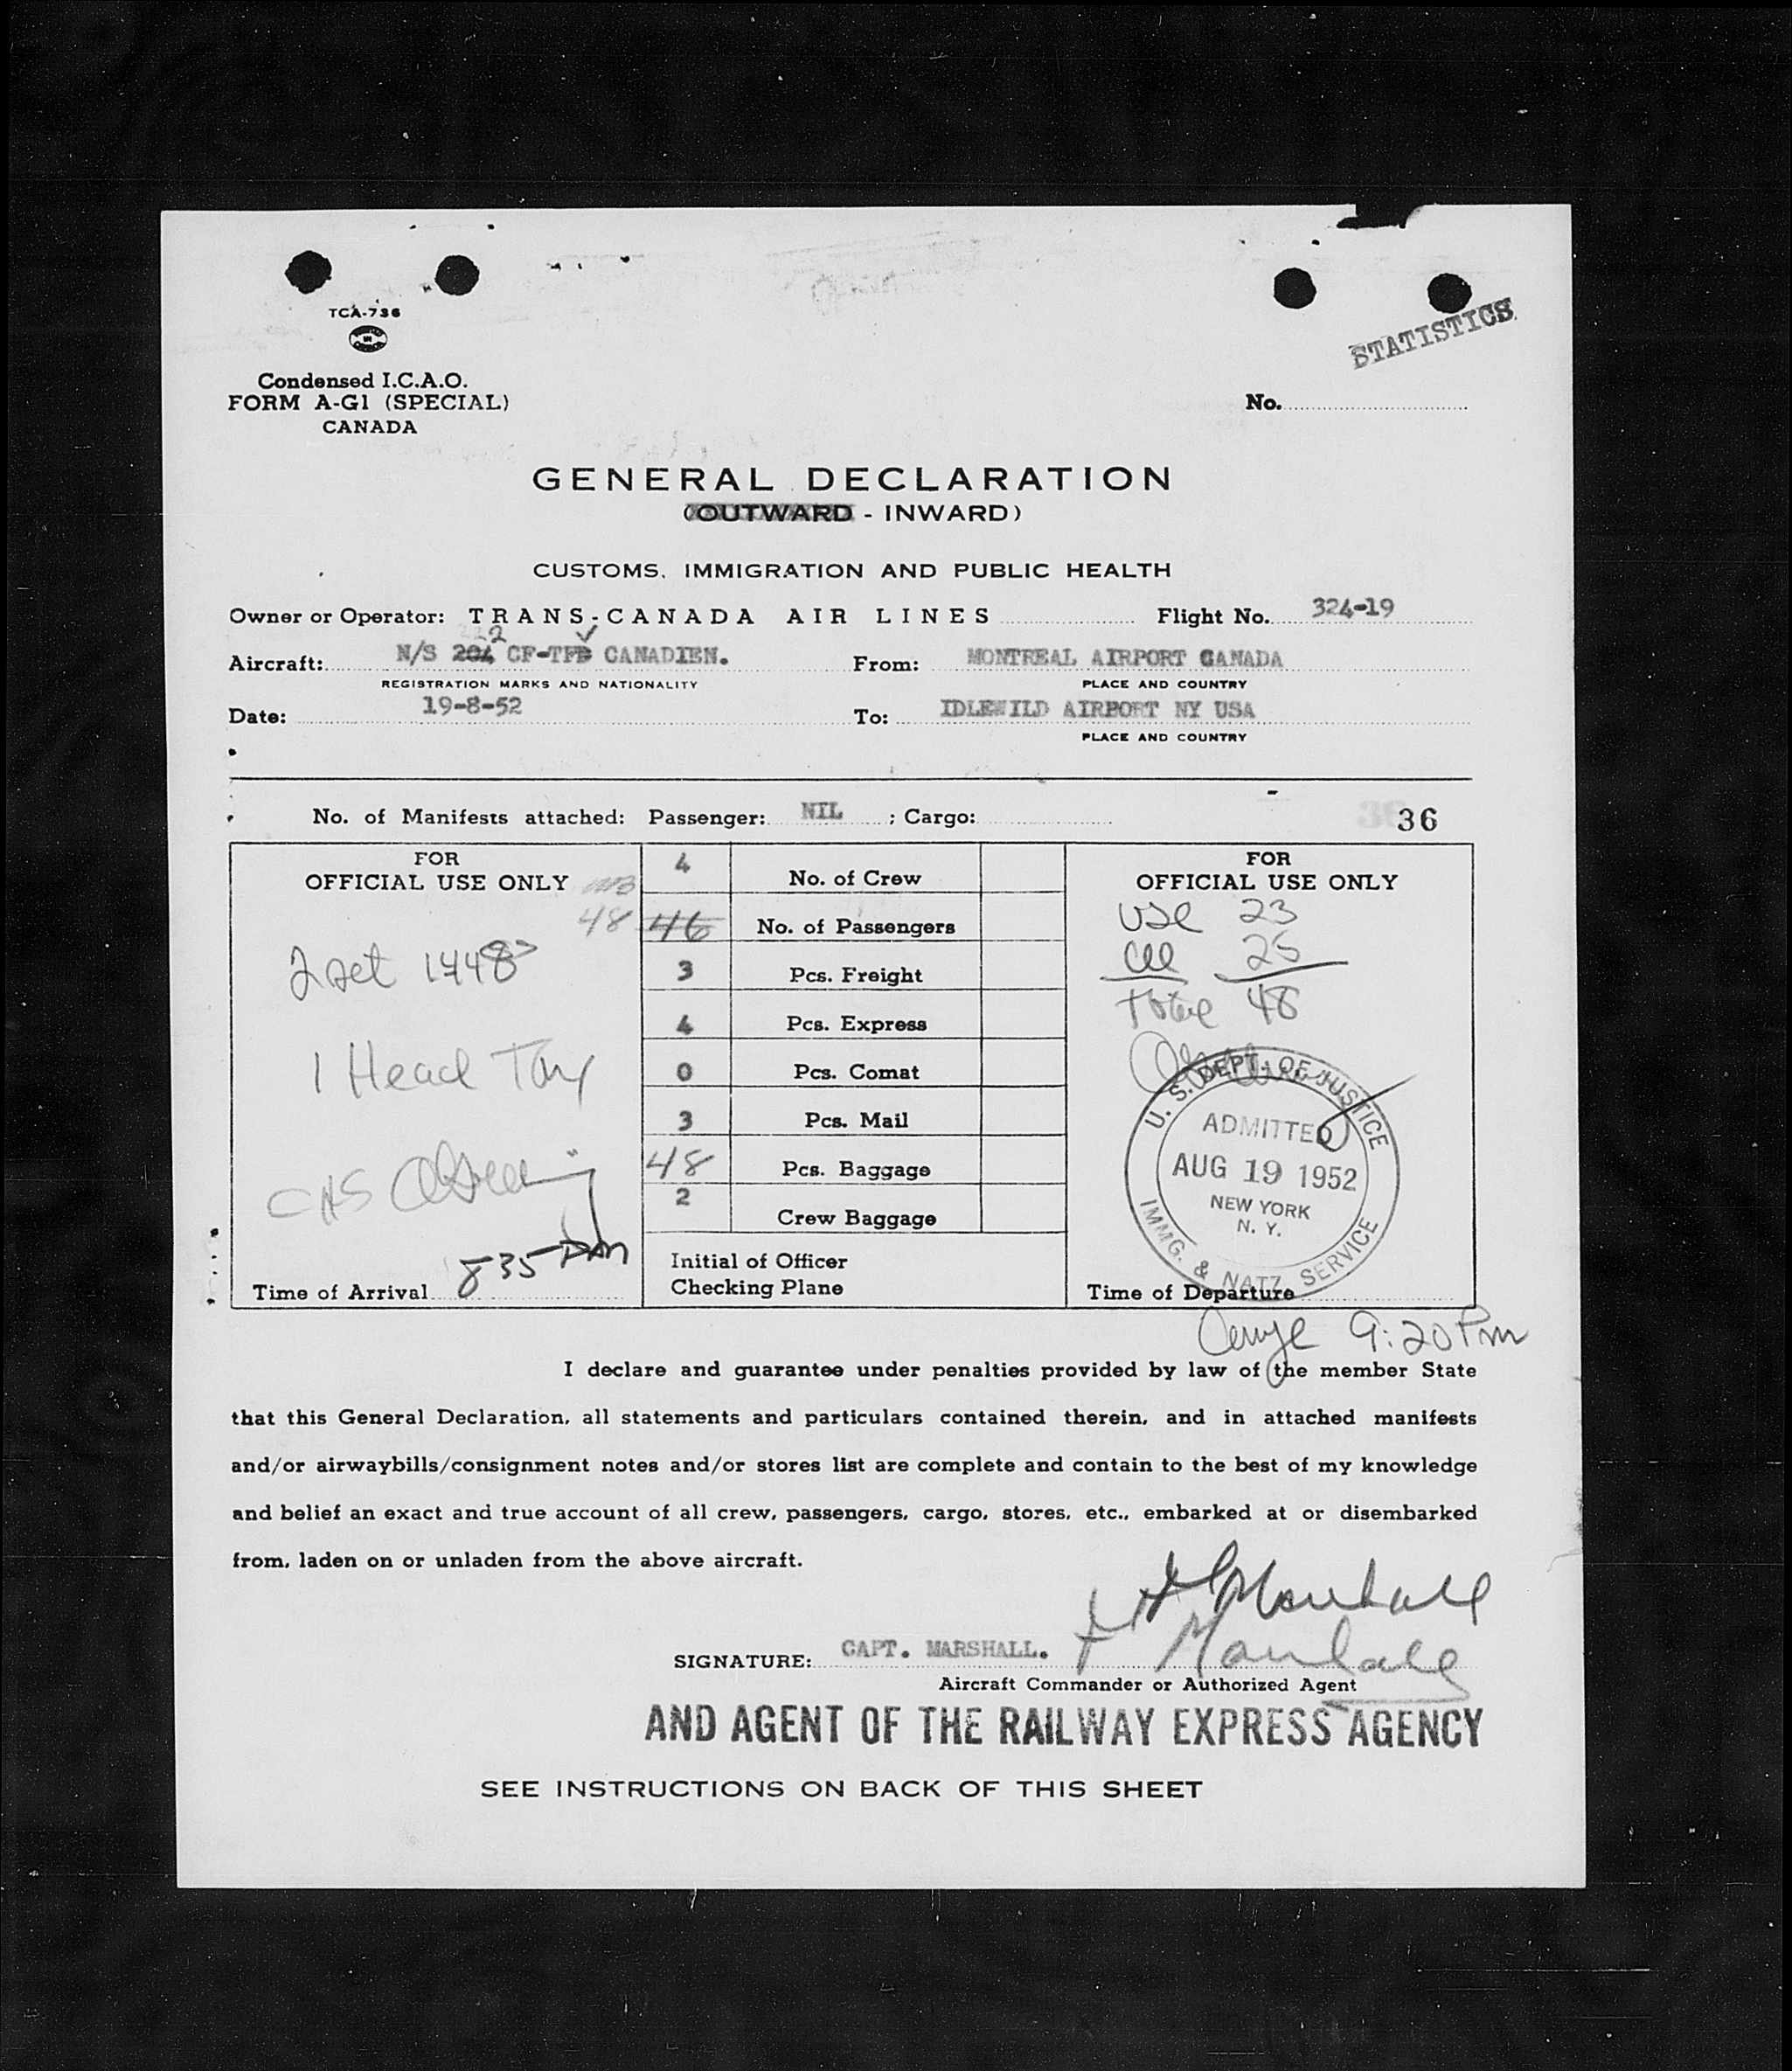 STATISTICS
TCA-736
Condensed I.C.A.O.
FORM A-G1 (SPECIAL)
CANADA
No.
GENERAL DECLARATION
(OUTWARD - INWARD)
CUSTOMS, IMMIGRATION AND PUBLIC HEALTH
Owner or Operator: TRANS-CANADA AIR LINES Flight No. 324-19
Aircraft: N/S 204 CF-TFD CANADIEN. From: MONTREAL AIRPORT CANADA
REGISTRATION MARKS AND NATIONALITY PLACE AND COUNTRY
Date: 19-8-52 To: IDLEWILD AIRPORT NY USA
PLACE AND COUNTRY
No. of Manifests attached: Passenger: NIL ; Cargo: 36
FOR
OFFICIAL USE ONLY
48
2 set I448
1 Head Tax
Time of Arrival 835 PM
4 No. of Crew
46 No. of Passengers
3 Pcs. Freight
4 Pcs. Express
0 Pcs. Comat
3 Pcs. Mail
48 Pcs. Baggage
2 Crew Baggage
Initial of Officer
Checking Plane
FOR
OFFICIAL USE ONLY
USC 23
25
Total 48
U. S. DEPT. OF JUSTICE
ADMITTED
AUG 19 1952
NEW YORK
N. Y.
IMMG. & NATZ. SERVICE
Time of Departure
9:20 Pm
I declare and guarantee under penalties provided by law of the member State
that this General Declaration, all statements and particulars contained therein, and in attached manifests
and/or airwaybills/consignment notes and/or stores list are complete and contain to the best of my knowledge
and belief an exact and true account of all crew, passengers, cargo, stores, etc., embarked at or disembarked
from, laden on or unladen from the above aircraft.
SIGNATURE: CAPT. MARSHALL.
Aircraft Commander or Authorized Agent
AND AGENT OF THE RAILWAY EXPRESS AGENCY
SEE INSTRUCTIONS ON BACK OF THIS SHEET